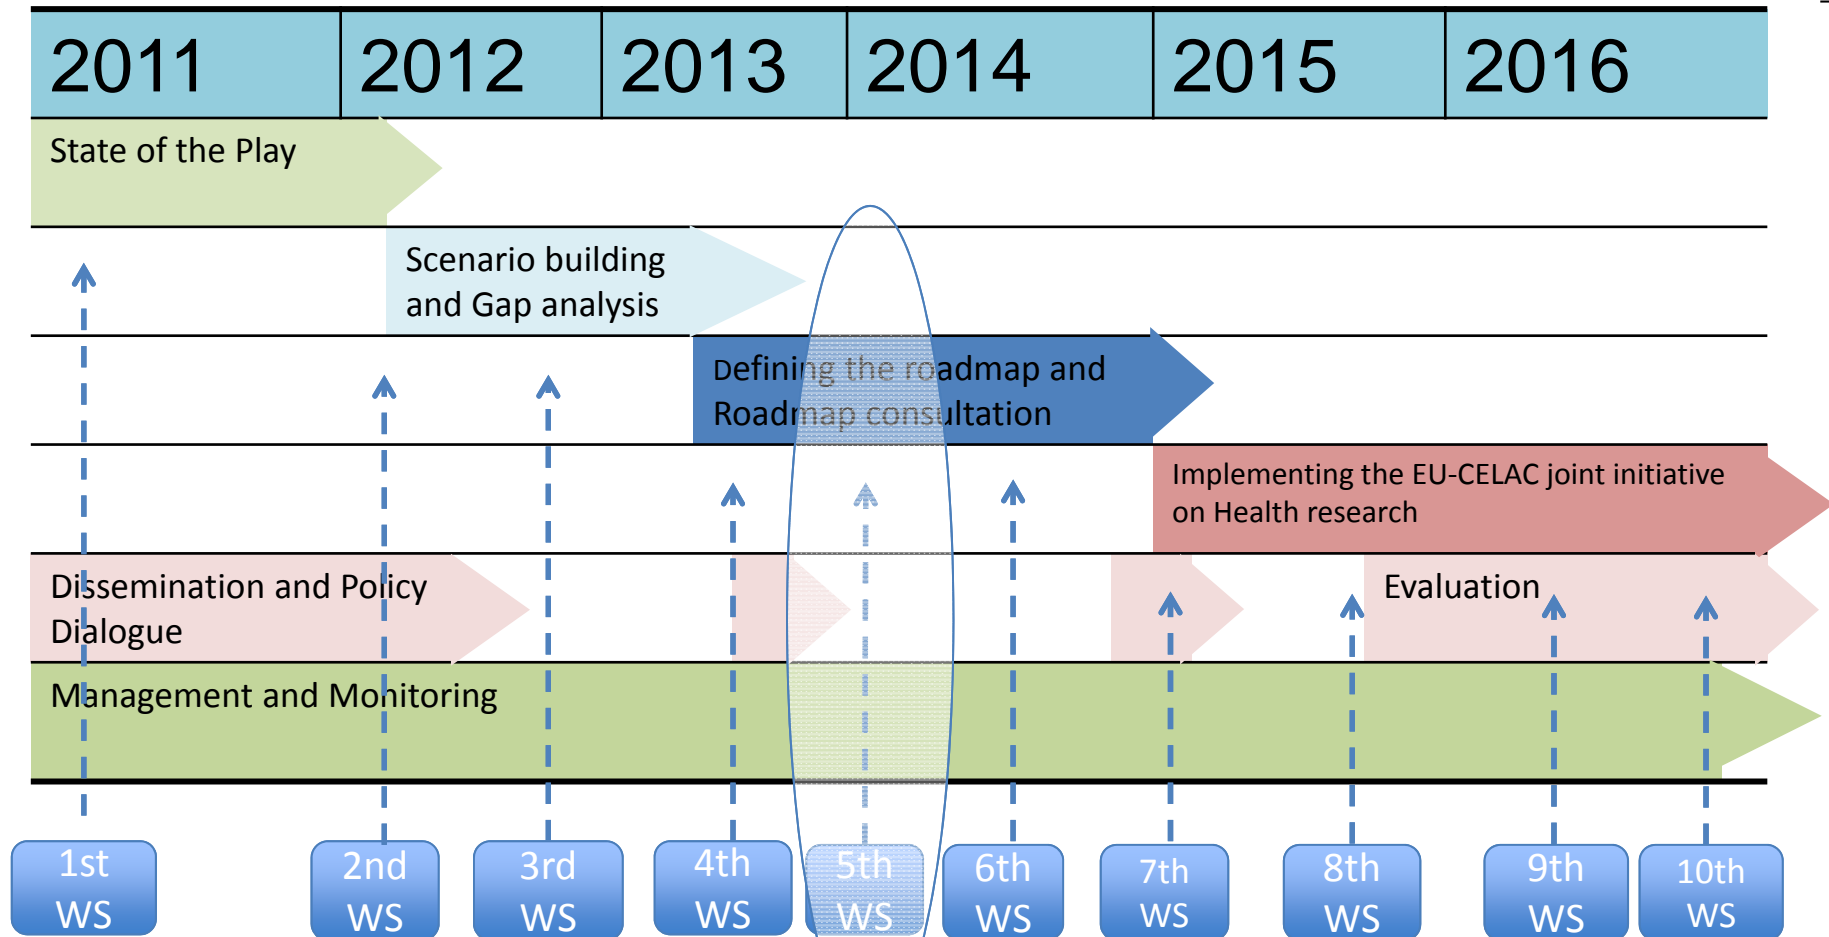 2011 2012 2013 2014 2015 2016
State of the Play
Scenario building
and Gap analysis
Defining the roadmap and
Roadmap consultation
Implementing the EU-CELAC joint initiative
on Health research
Dissemination and Policy
Dialogue
Evaluation
Management and Monitoring
1st
WS
2nd
WS
3rd
WS
4th
WS
5th
WS
6th
WS
7th
WS
8th
WS
9th
WS
10th
WS